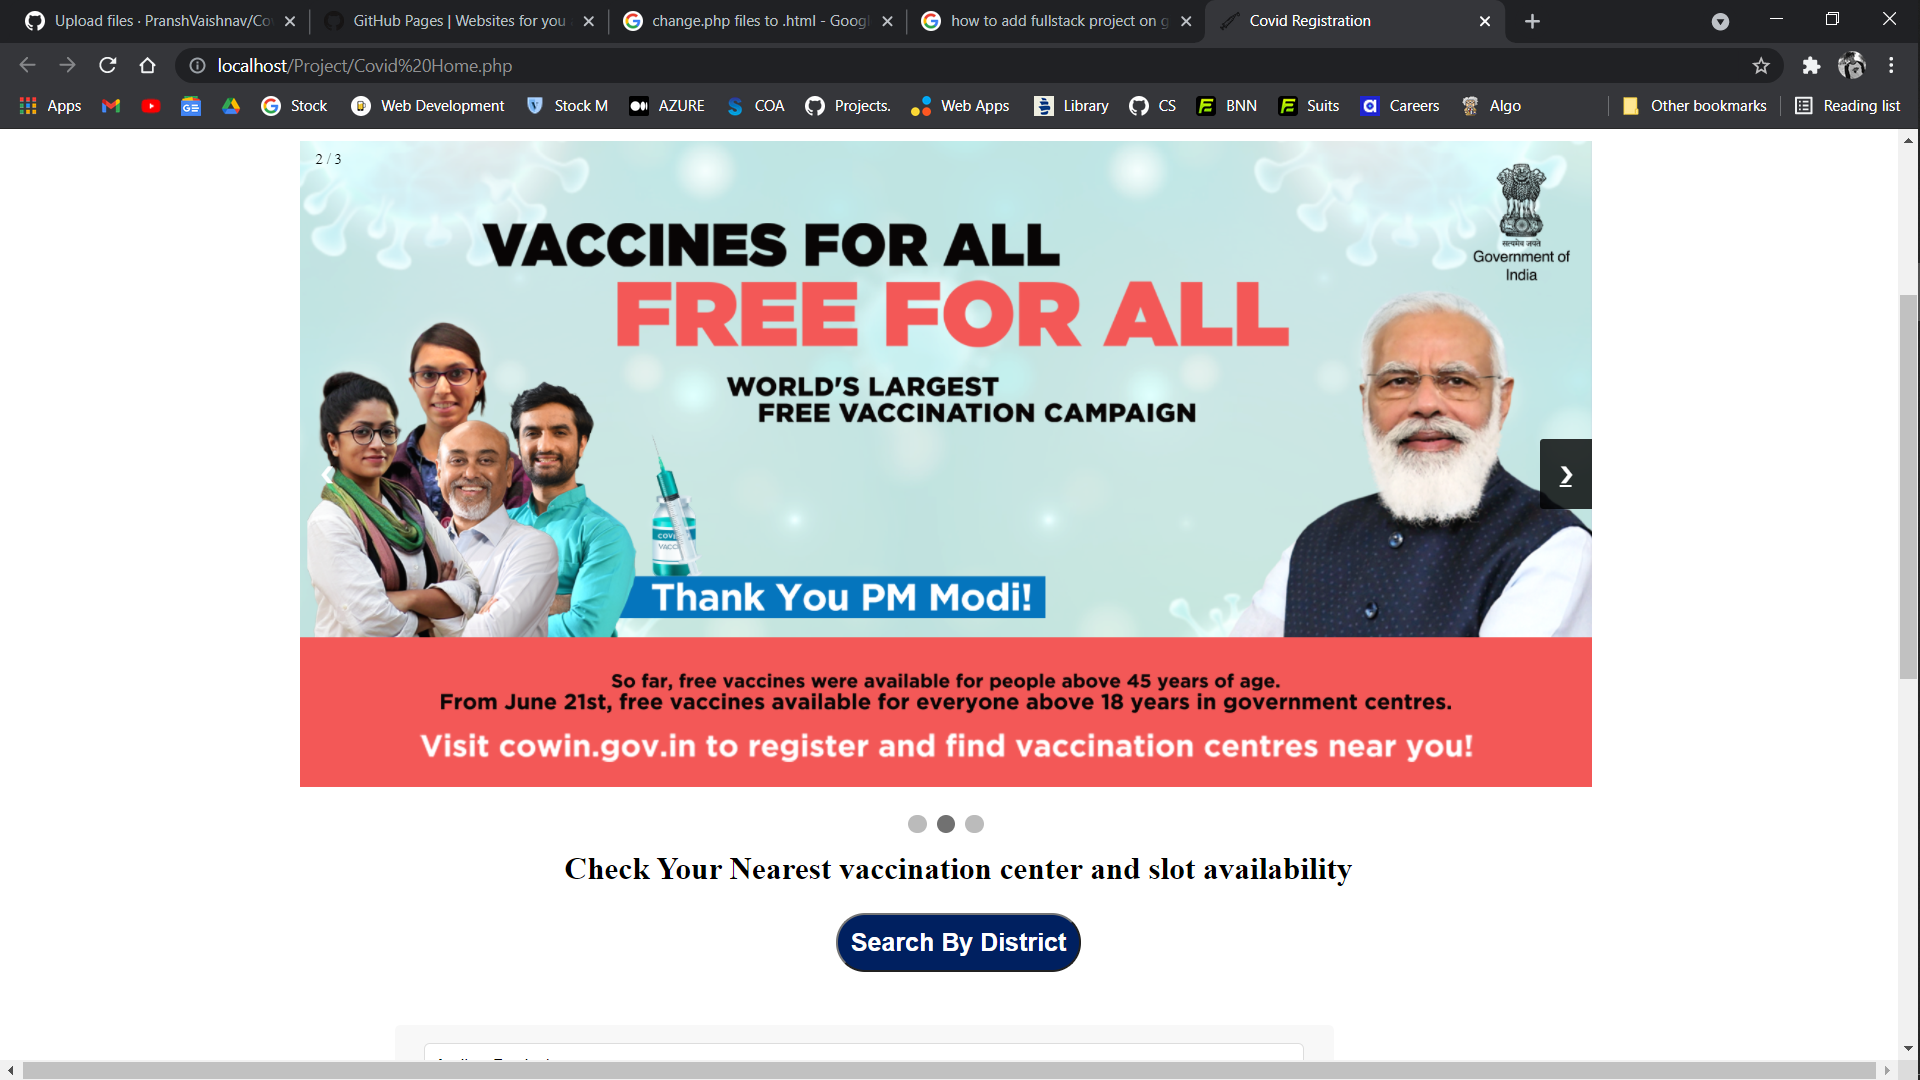 Upload files · PranshVaishnav/Co
GitHub Pages | Websites for you
change.php files to .html - Goog
how to add fullstack project on g
Covid Registration
localhost/Project/Covid%20Home.php
Apps
Stock
Web Development
Stock M
AZURE
COA
Projects.
Web Apps
Library
CS
BNN
Suits
Careers
Algo
Other bookmarks
Reading list
2 / 3
सत्यमेव जयते
Government of
India
VACCINES FOR ALL
FREE FOR ALL
WORLD'S LARGEST
FREE VACCINATION CAMPAIGN
Thank You PM Modi!
So far, free vaccines were available for people above 45 years of age.
From June 21st, free vaccines available for everyone above 18 years in government centres.
Visit cowin.gov.in to register and find vaccination centres near you!
Check Your Nearest vaccination center and slot availability
Search By District